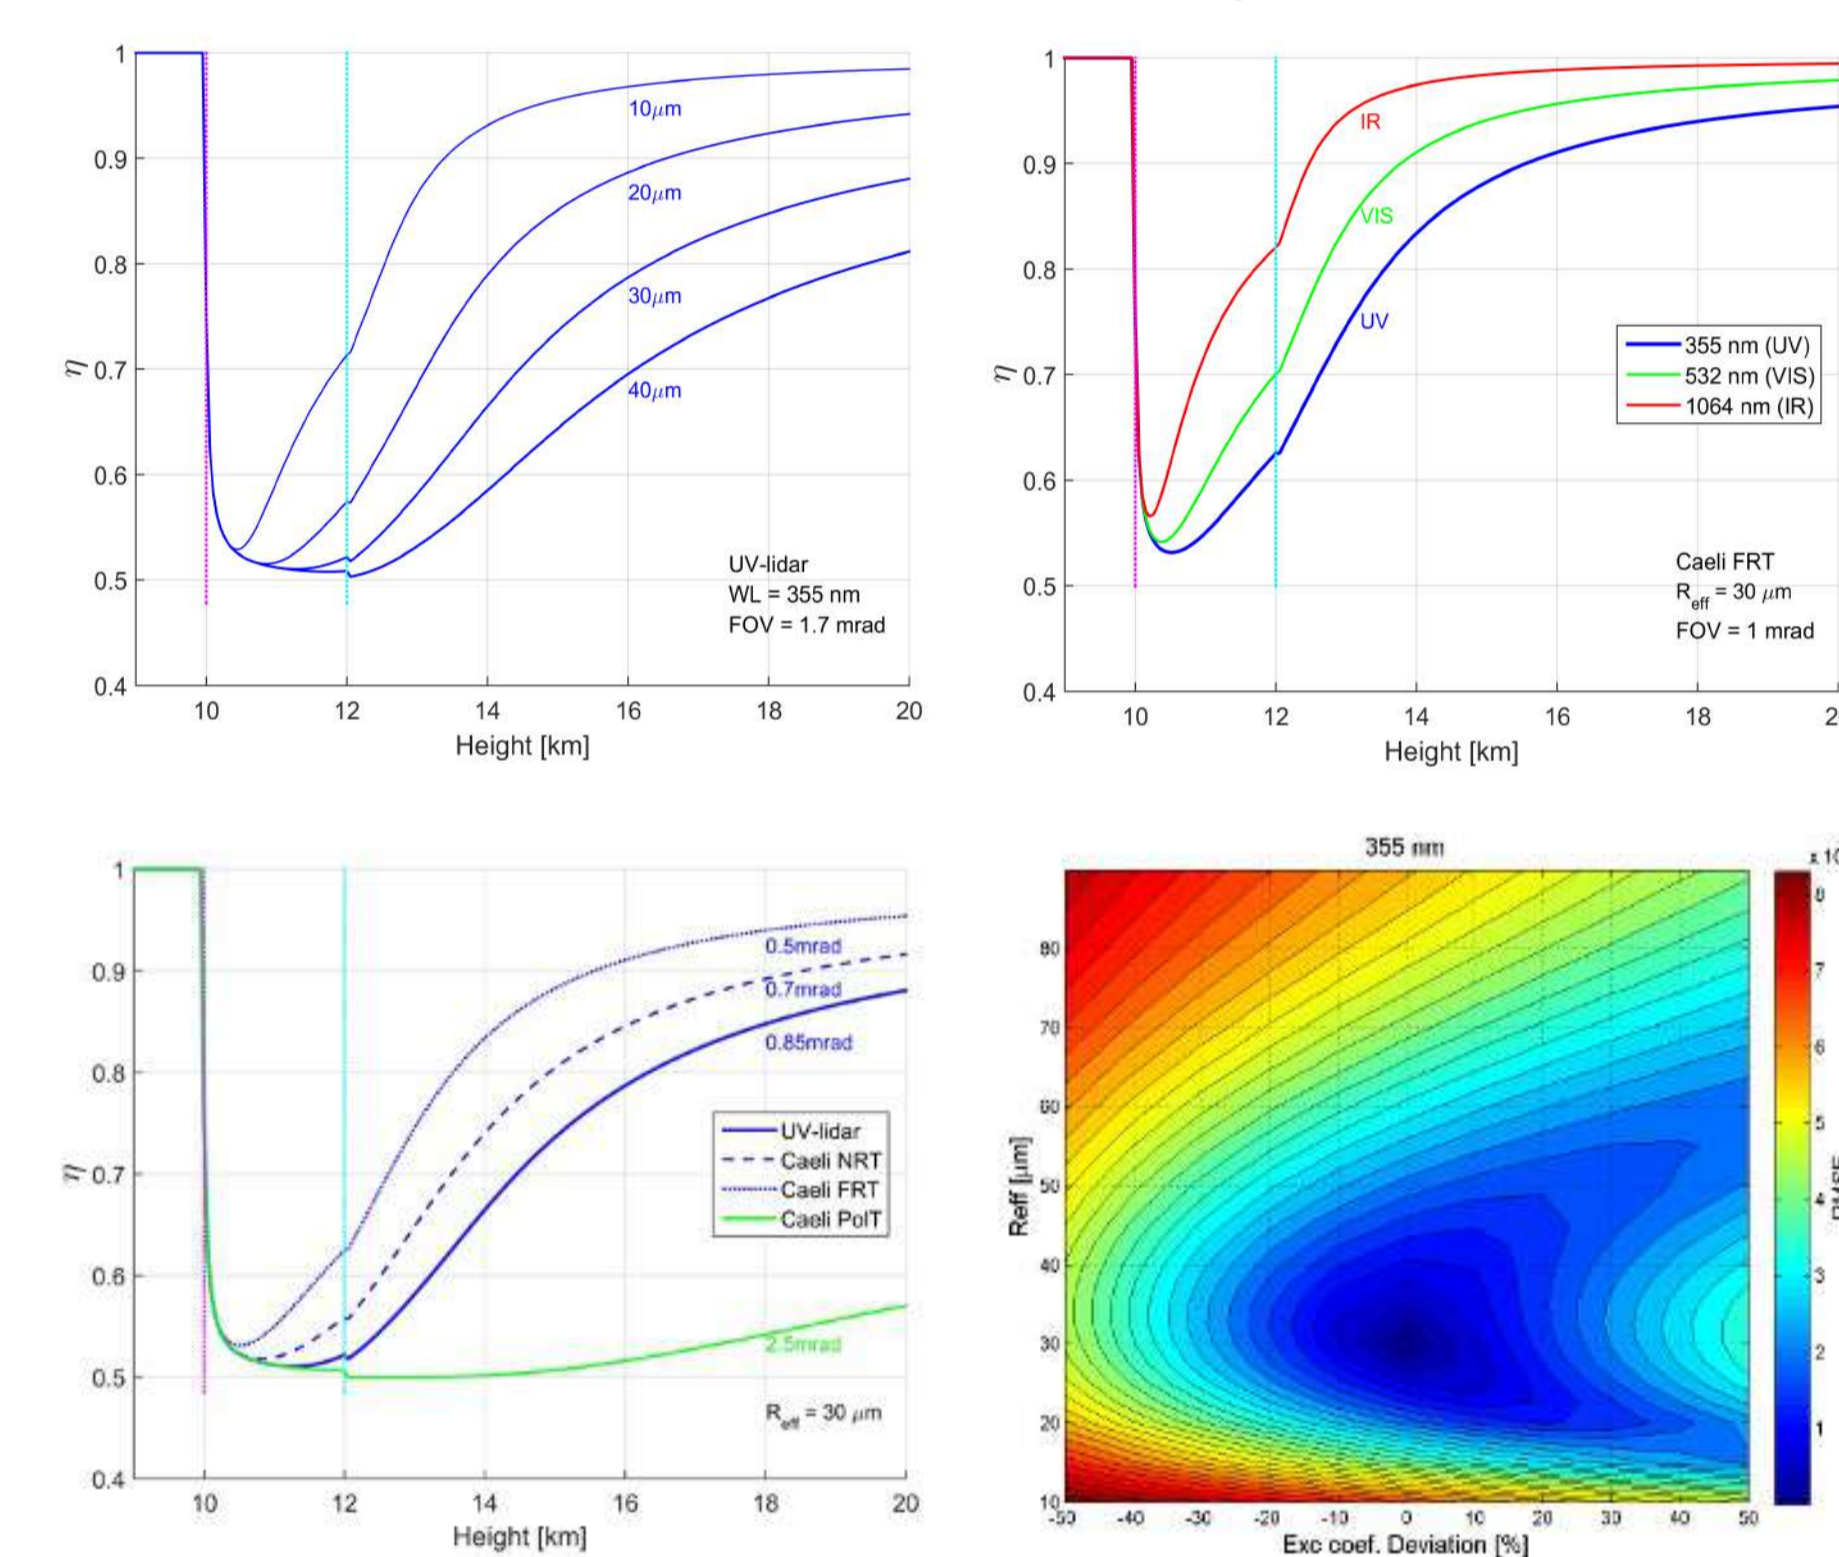 1
0.9
0.8
0.7
0.6
0.5
0.4
η
10μm
20μm
30μm
40μm
UV-lidar
WL = 355 nm
FOV = 1.7 mrad
10 12 14 16 18 20
Height [km]
1
0.9
0.8
0.7
0.6
0.5
0.4
η
IR
VIS
UV
355 nm (UV)
532 nm (VIS)
1064 nm (IR)
Caeli FRT
Reff = 30 μm
FOV = 1 mrad
10 12 14 16 18
Height [km]
1
0.9
0.8
0.7
0.6
0.5
0.4
η
0.5mrad
0.7mrad
0.85mrad
UV-lidar
Caeli NRT
Caeli FRT
Caeli PolT
2.5mrad
Reff = 30 μm
10 12 14 16 18 20
Height [km]
355 nm
x 10
80
70
60
50
40
30
20
10
Reff [μm]
-50 -40 -30 -20 -10 0 10 20 30 40 50
Exc coef. Deviation [%]
8
7
6
5
4
3
2
1